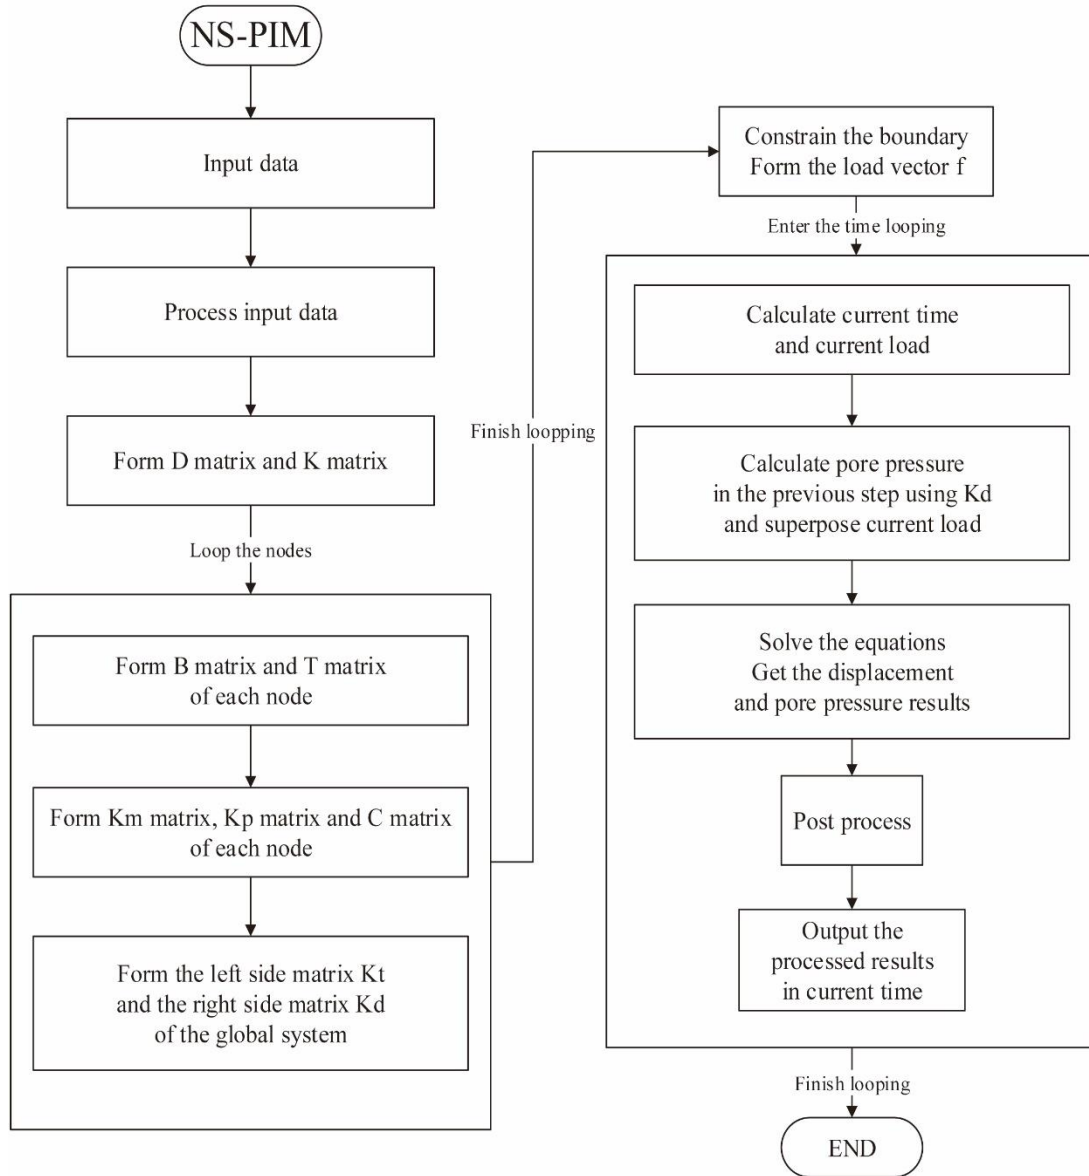 NS-PIM
Input data
Process input data
Form D matrix and K matrix
Loop the nodes
Form B matrix and T matrix
of each node
Form Km matrix, Kp matrix and C matrix
of each node
Form the left side matrix Kt
and the right side matrix Kd
of the global system
Finish loopping
Constrain the boundary
Form the load vector f
Enter the time looping
Calculate current time
and current load
Calculate pore pressure
in the previous step using Kd
and superpose current load
Solve the equations
Get the displacement
and pore pressure results
Post process
Output the
processed results
in current time
Finish looping
END